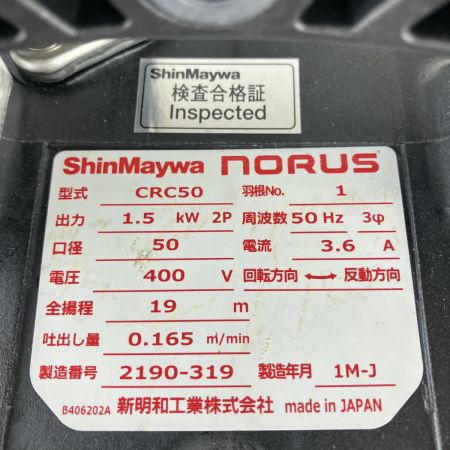 ShinMaywa
検査合格証
Inspected
ShinMaywa NORUS
型式 CRC50 羽根No. 1
出力 1.5 kW 2P 周波数 50 Hz 3φ
口径 50 電流 3.6 A
電圧 400 V 回転方向 ←→ 反動方向
全揚程 19 m
吐出し量 0.165 m³/min
製造番号 2190-319 製造年月 1M-J
B406202A 新明和工業株式会社 made in JAPAN